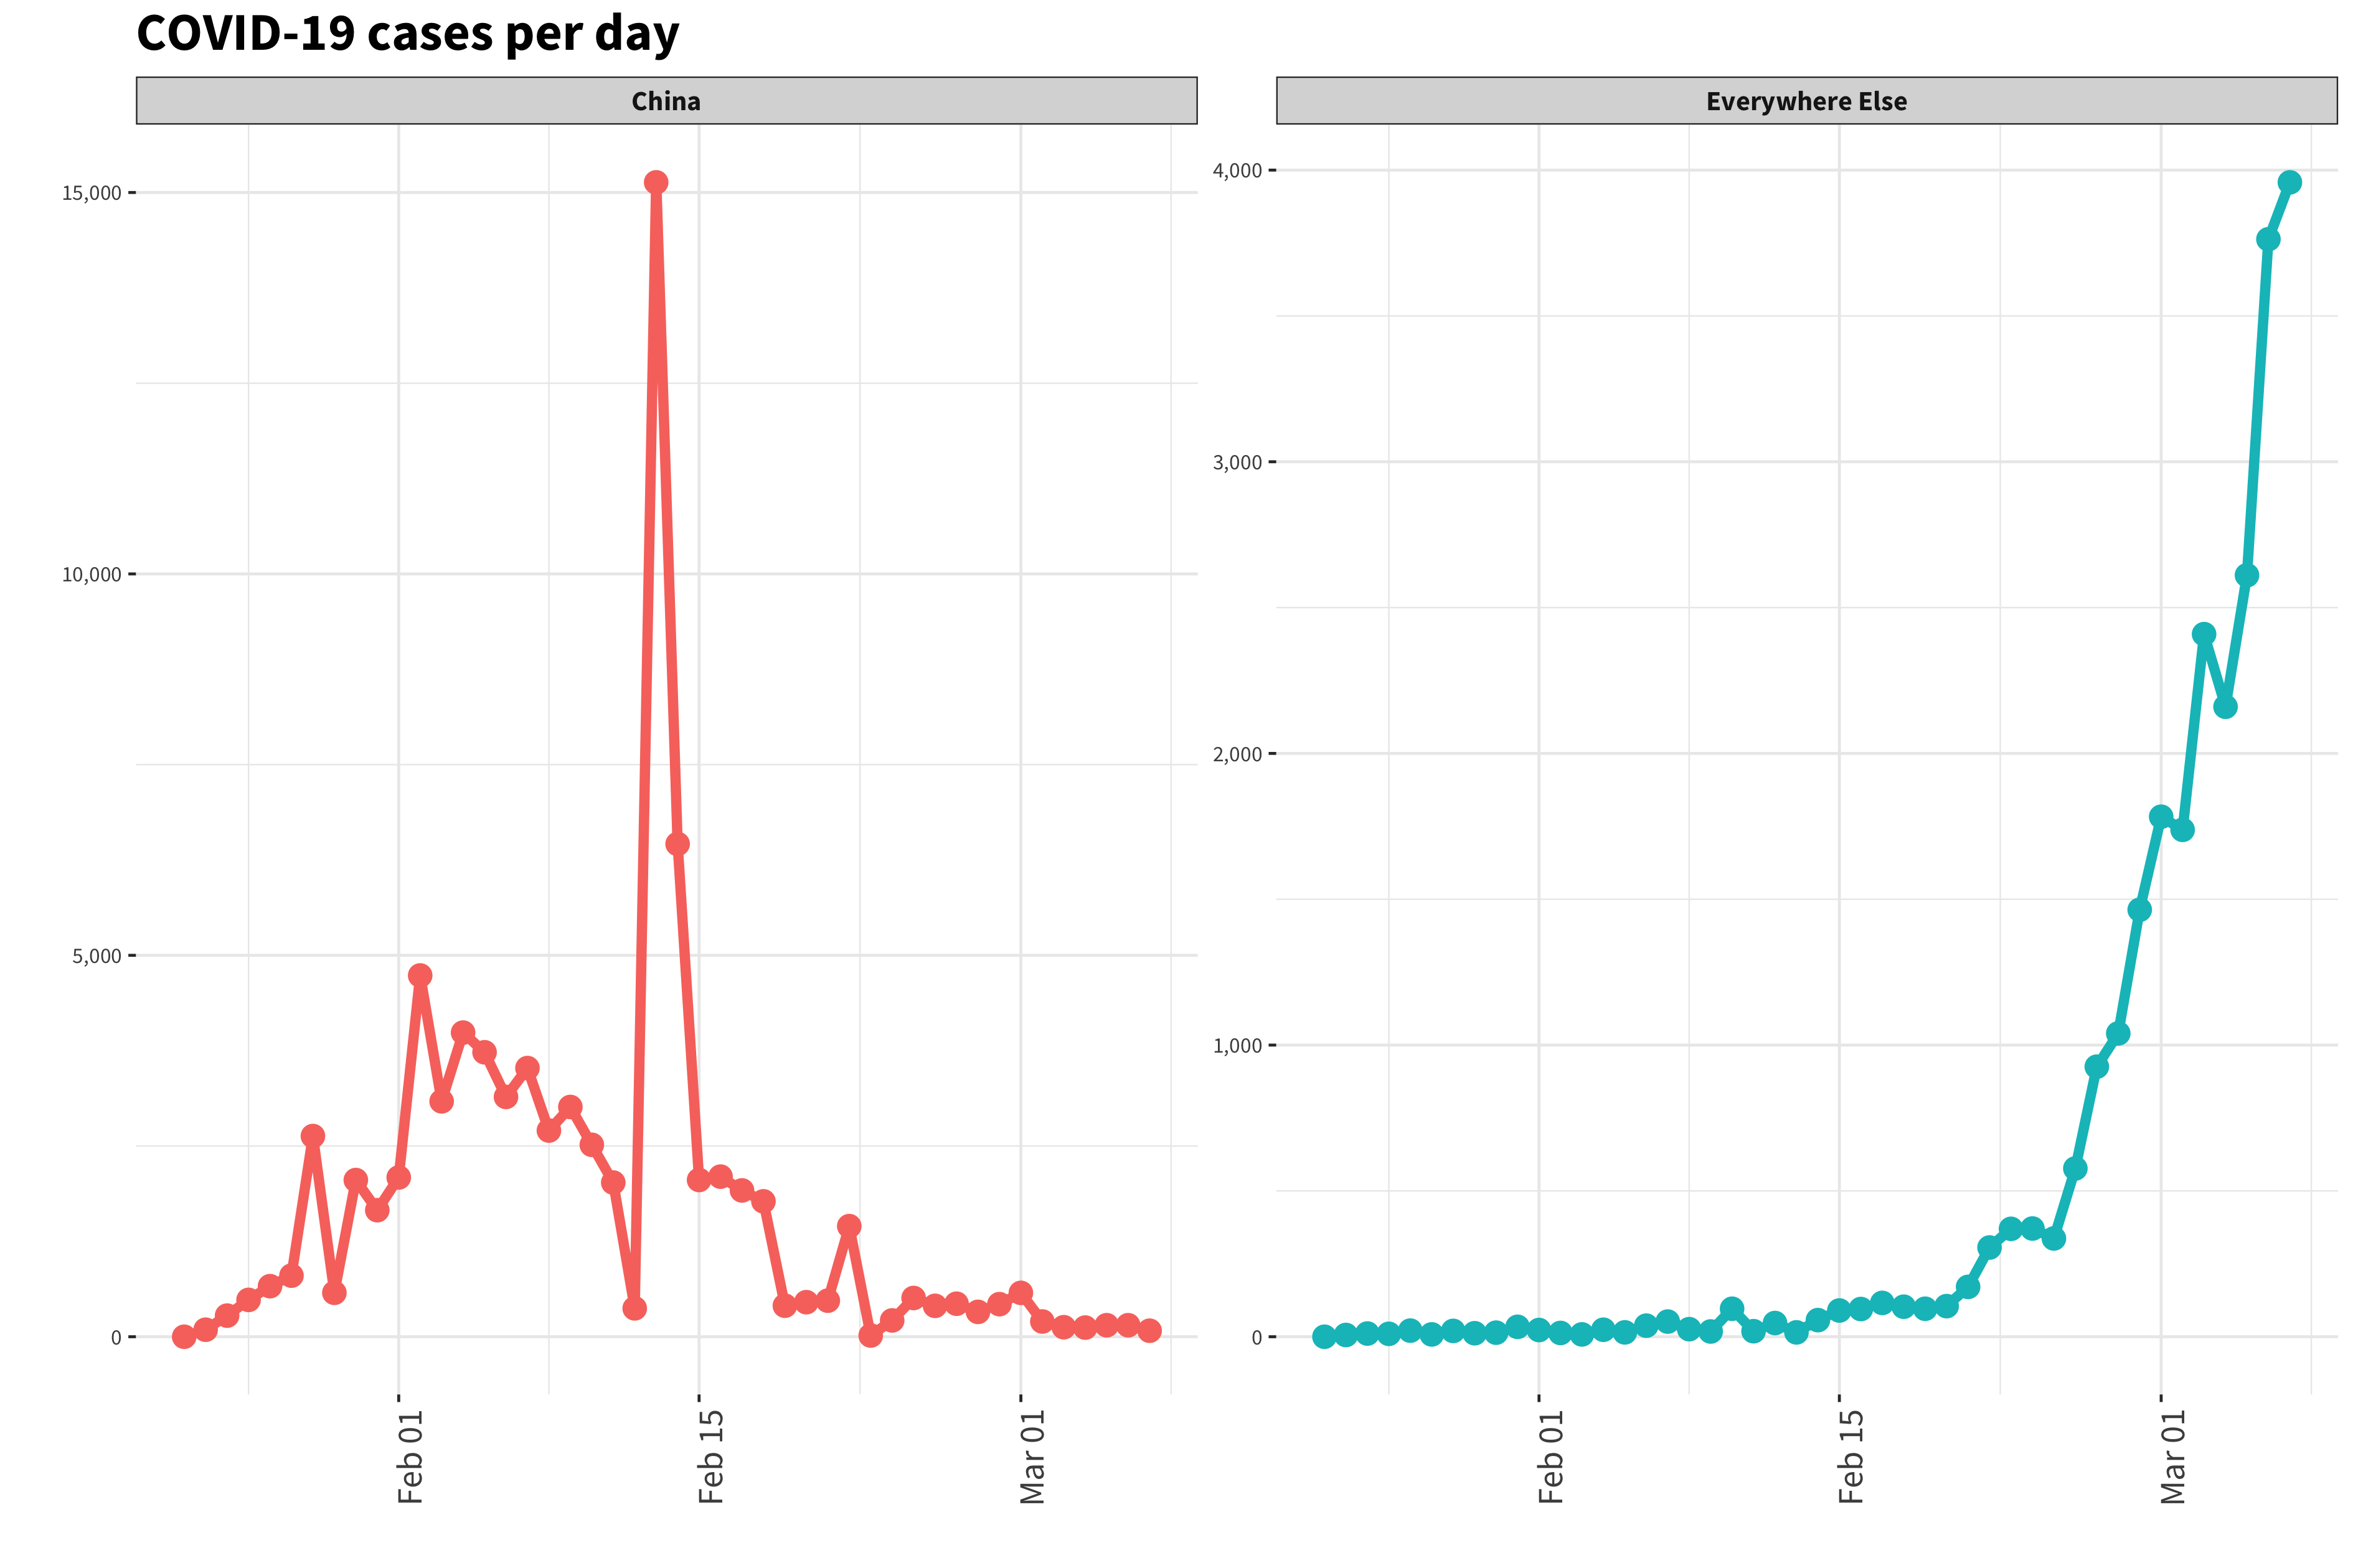 COVID-19 cases per day
China
Everywhere Else
15,000
10,000
5,000
0
4,000
3,000
2,000
1,000
0
Feb 01
Feb 15
Mar 01
Feb 01
Feb 15
Mar 01